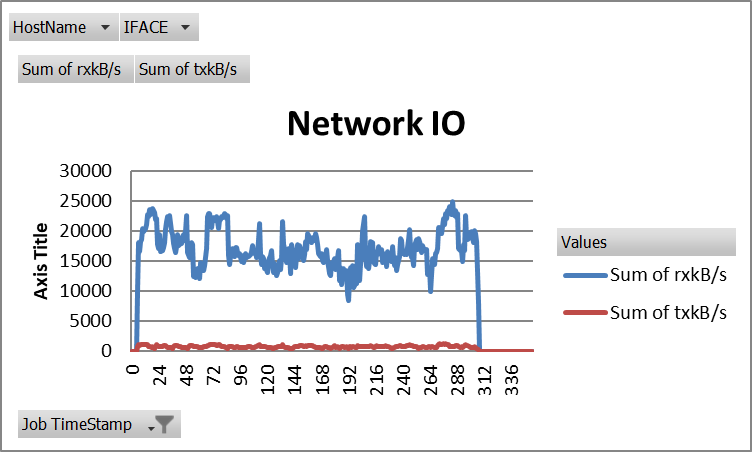 HostName IFACE
Sum of rxkB/s Sum of txkB/s
Network IO
30000
25000
20000
15000
10000
5000
0
Axis Title
0 24 48 72 96 120 144 168 192 216 240 264 288 312 336
Values
Sum of rxkB/s
Sum of txkB/s
Job TimeStamp